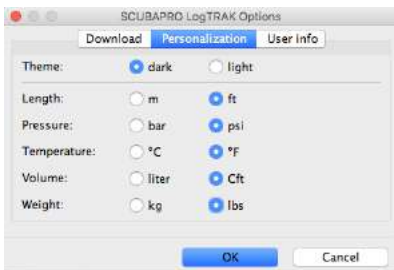 SCUBAPRO LogTRAK Options
Download Personalization User info
Theme: dark light
Length: m ft
Pressure: bar psi
Temperature: °C °F
Volume: liter Cft
Weight: kg lbs
OK Cancel